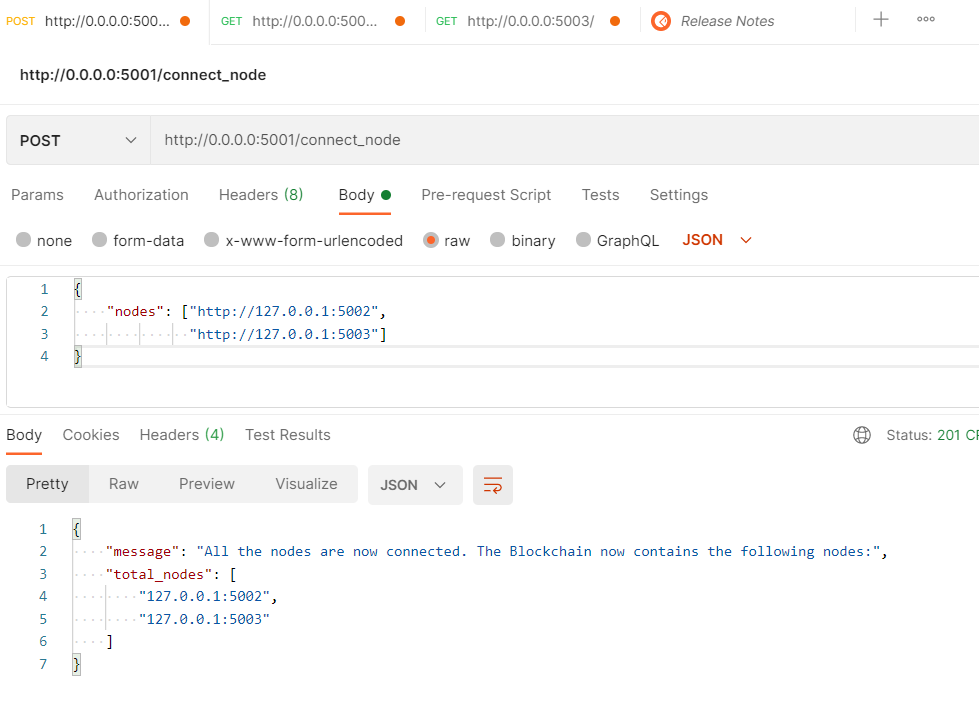 POST http://0.0.0.0:500... GET http://0.0.0.0:500... GET http://0.0.0.0:5003/ Release Notes
http://0.0.0.0:5001/connect_node
POST http://0.0.0.0:5001/connect_node
Params Authorization Headers (8) Body Pre-request Script Tests Settings
none form-data x-www-form-urlencoded raw binary GraphQL JSON
1 {
2 "nodes": ["http://127.0.0.1:5002",
3 "http://127.0.0.1:5003"]
4 }
Body Cookies Headers (4) Test Results Status: 201
Pretty Raw Preview Visualize JSON
1 {
2 "message": "All the nodes are now connected. The Blockchain now contains the following nodes:",
3 "total_nodes": [
4 "127.0.0.1:5002",
5 "127.0.0.1:5003"
6 ]
7 }